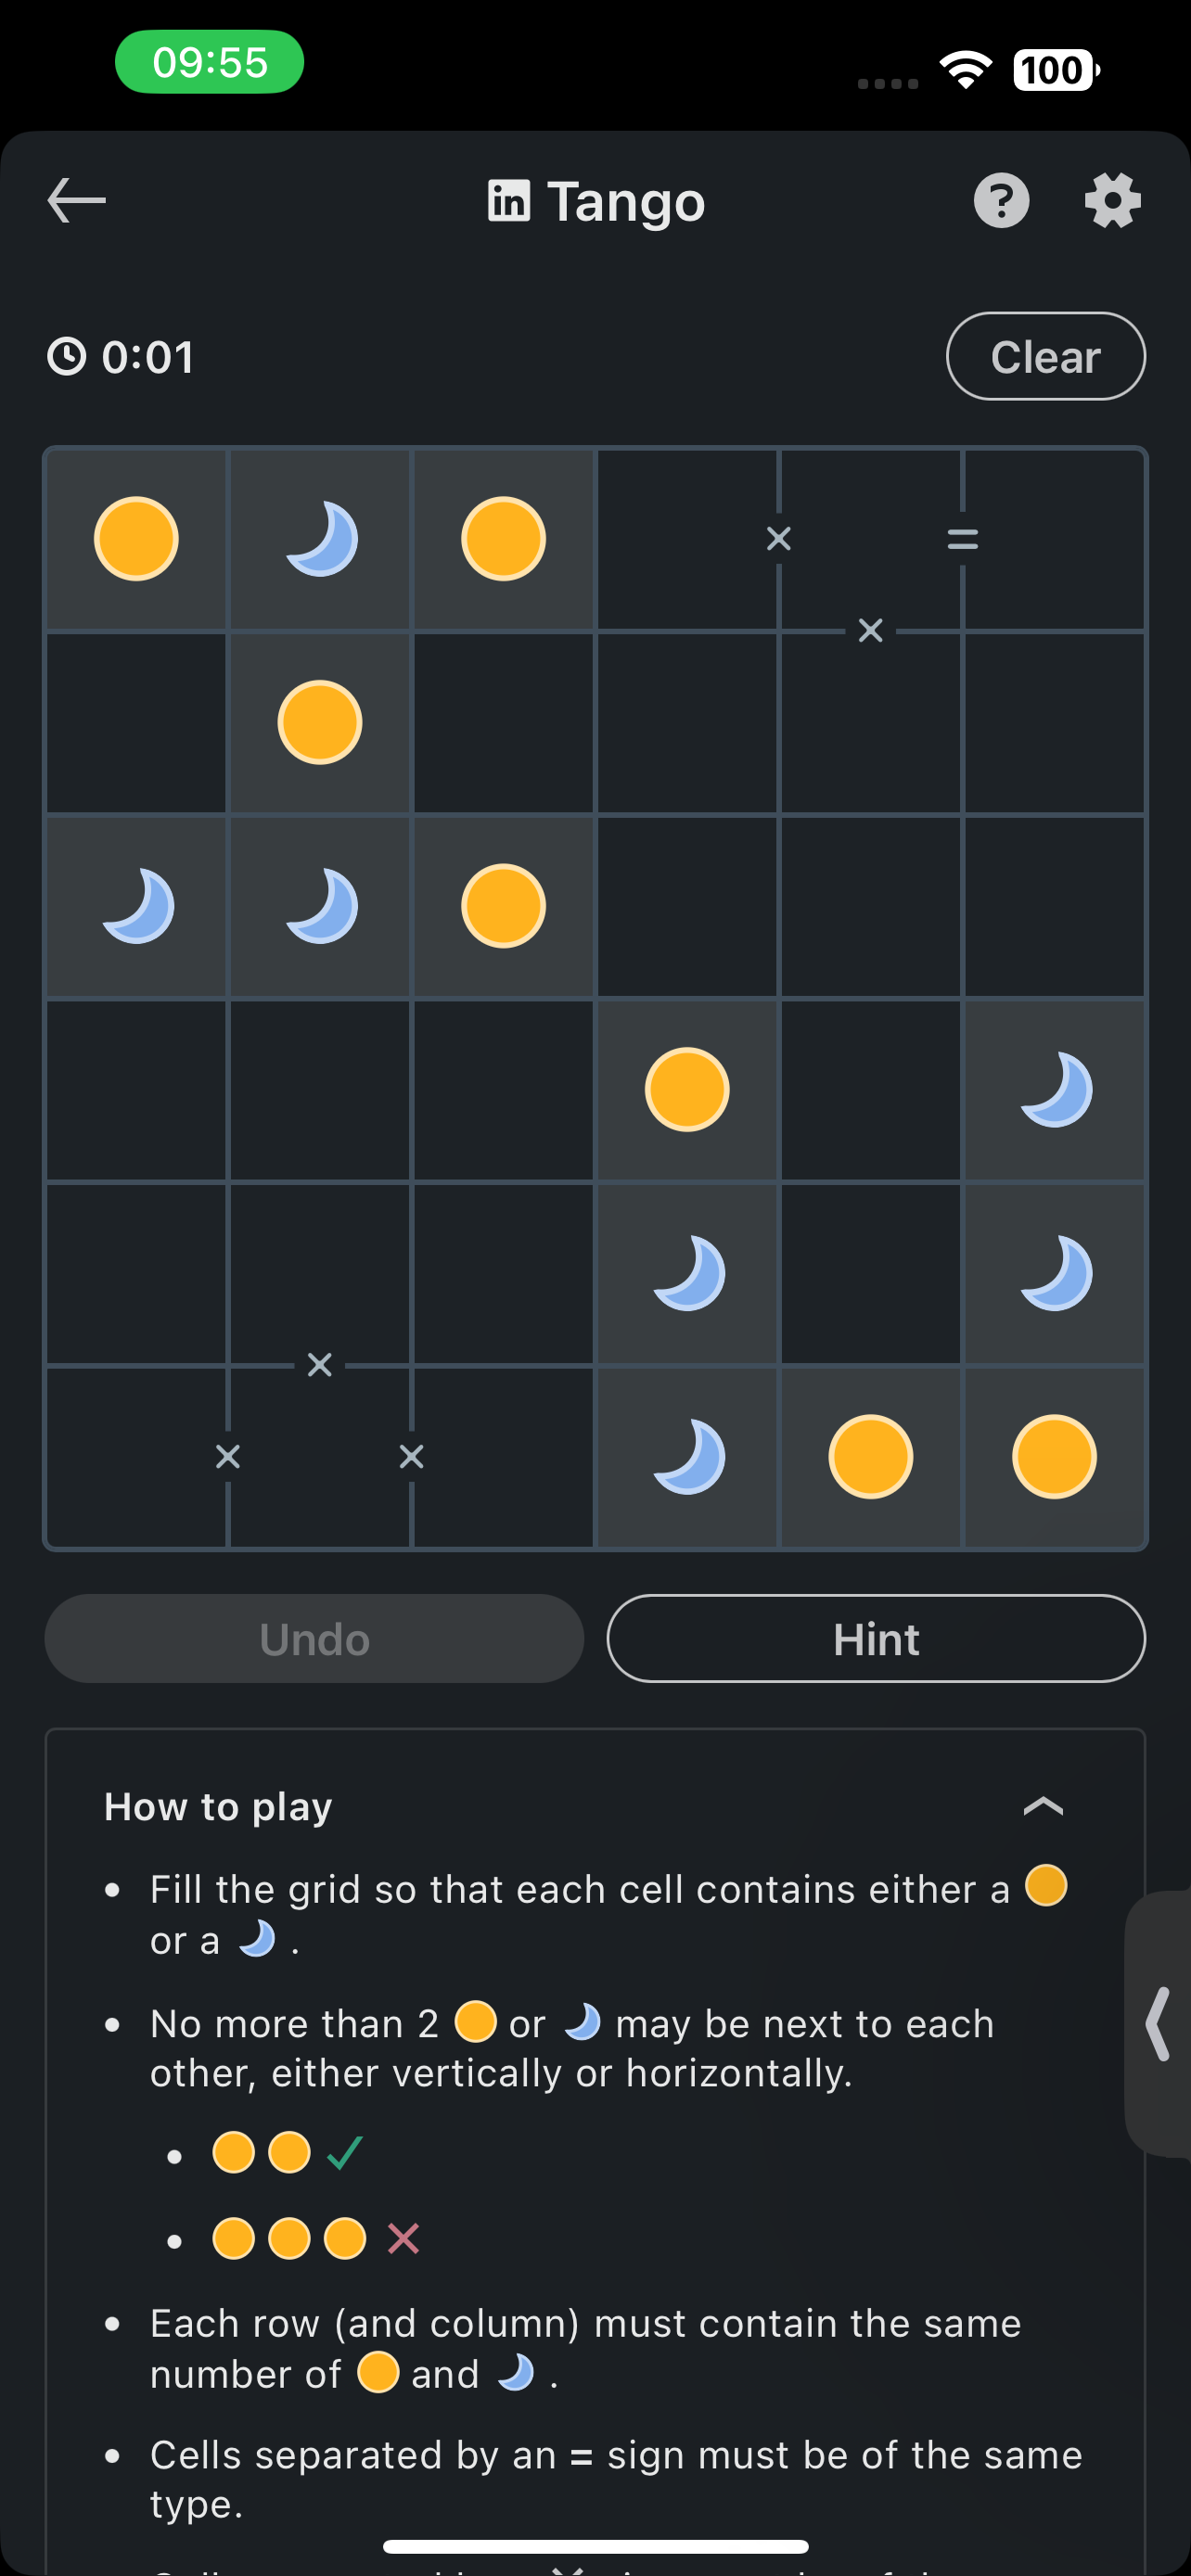 09:55
100
in Tango
?
0:01
Clear
×
=
×
×
×
×
Undo
Hint
How to play
Fill the grid so that each cell contains either a
or a .
No more than 2 or may be next to each
other, either vertically or horizontally.
Each row (and column) must contain the same
number of and .
Cells separated by an = sign must be of the same
type.